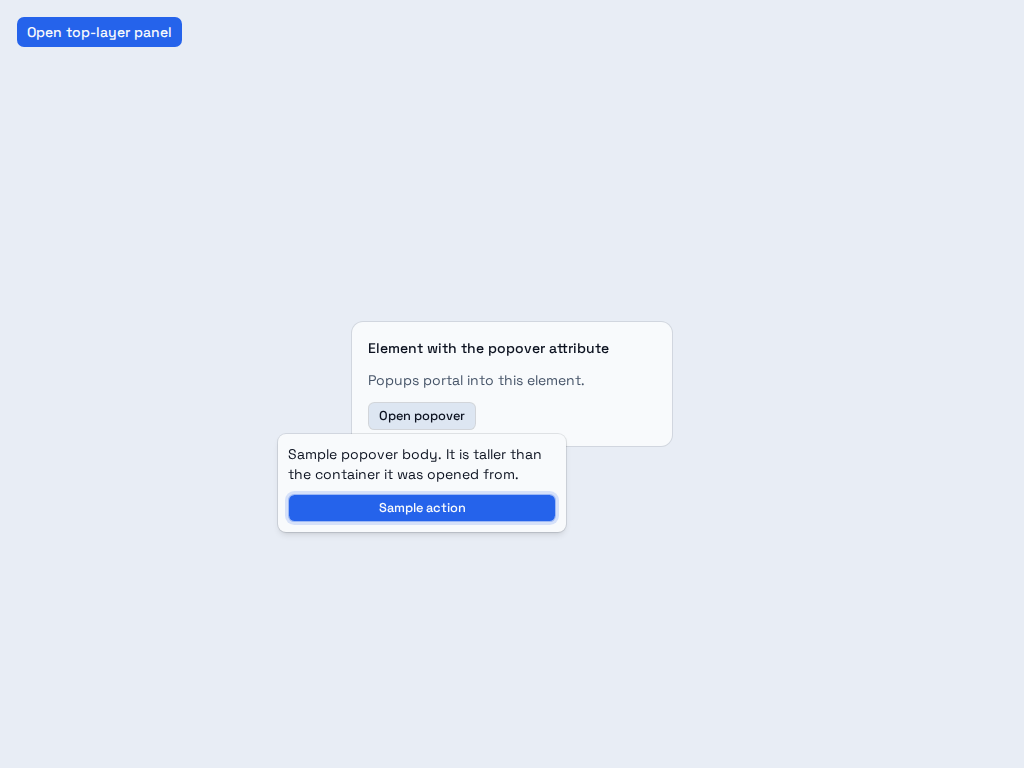 Open top-layer panel
Element with the popover attribute
Popups portal into this element.
Open popover
Sample popover body. It is taller than
the container it was opened from.
Sample action